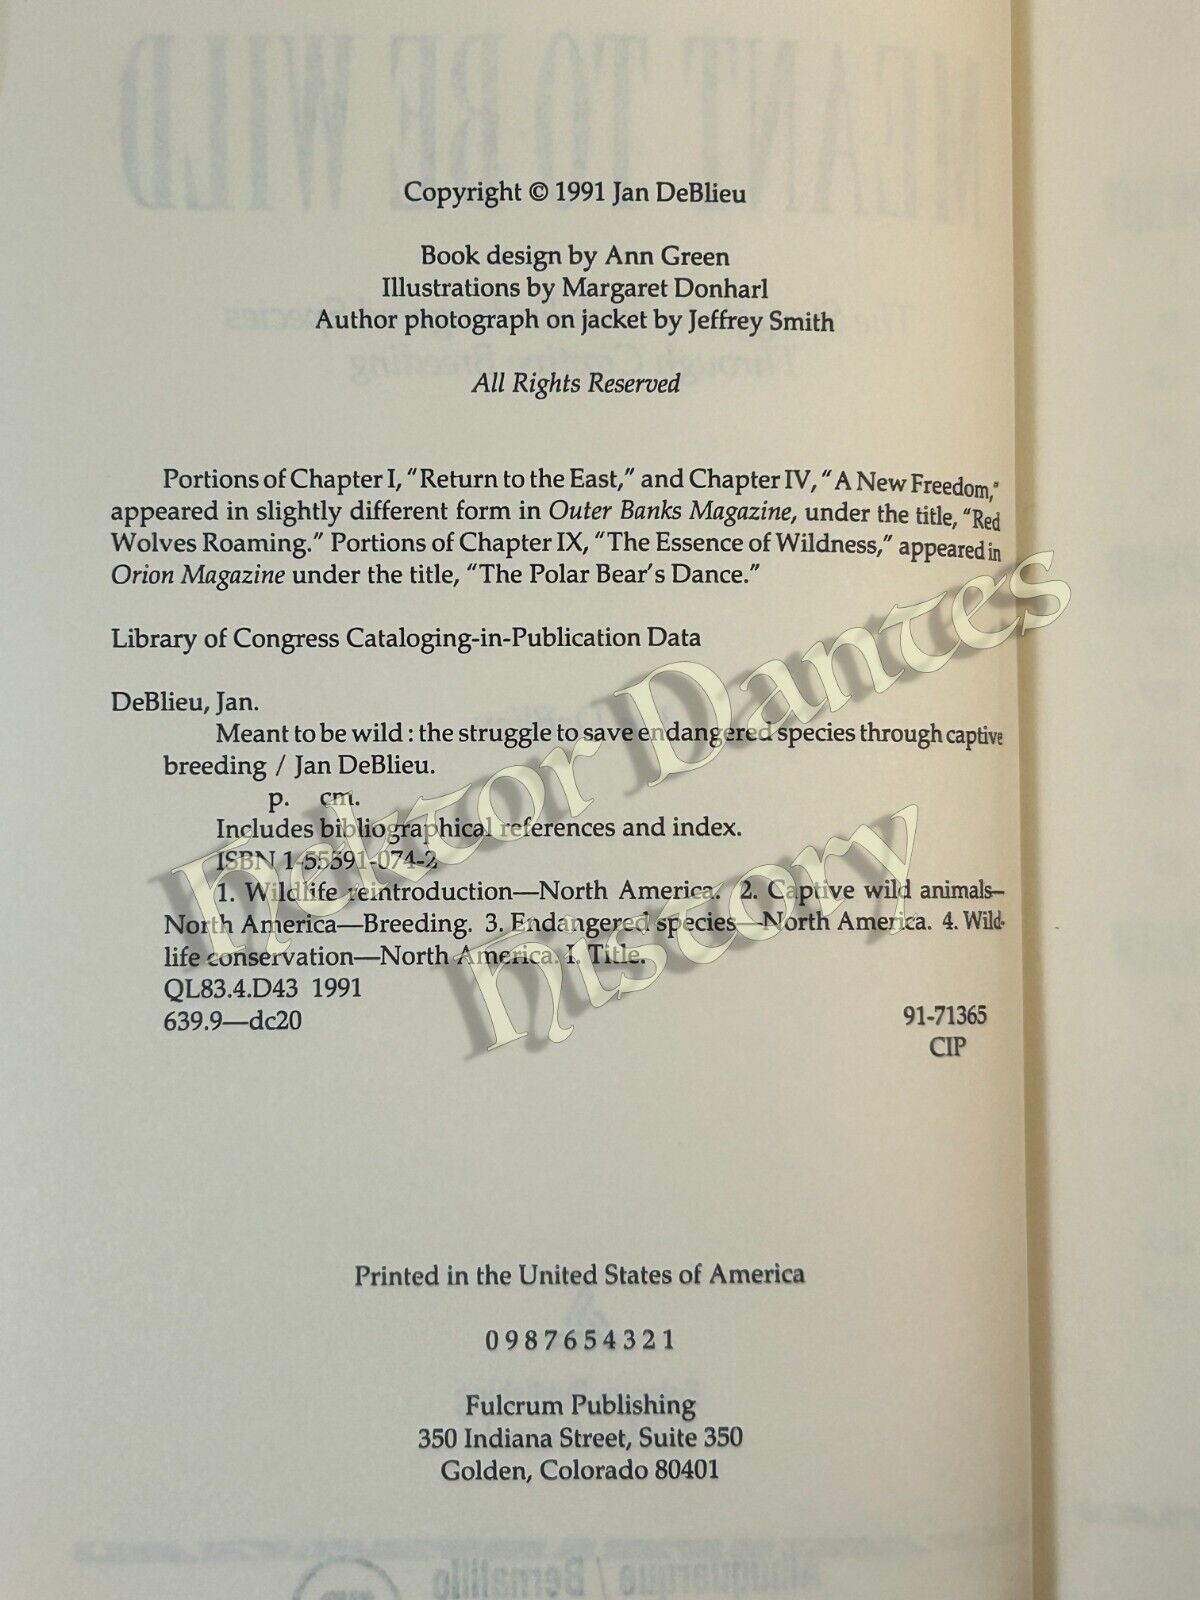 MEANT TO BE WILD
Copyright © 1991 Jan DeBlieu
Book design by Ann Green
Illustrations by Margaret Donharl
Author photograph on jacket by Jeffrey Smith
All Rights Reserved
Portions of Chapter I, “Return to the East,” and Chapter IV, “A New Freedom,”
appeared in slightly different form in Outer Banks Magazine, under the title, “Red
Wolves Roaming.” Portions of Chapter IX, “The Essence of Wildness,” appeared in
Orion Magazine under the title, “The Polar Bear’s Dance.”
Library of Congress Cataloging-in-Publication Data
DeBlieu, Jan.
Meant to be wild : the struggle to save endangered species through captive
breeding / Jan DeBlieu.
p. cm.
Includes bibliographical references and index.
ISBN 1-55591-074-2
1. Wildlife reintroduction—North America. 2. Captive wild animals—
North America—Breeding. 3. Endangered species—North America. 4. Wild-
life conservation—North America. I. Title.
QL83.4.D43 1991
639.9—dc20
91-71365
CIP
Hektor Dantes
History
Printed in the United States of America
0 9 8 7 6 5 4 3 2 1
Fulcrum Publishing
350 Indiana Street, Suite 350
Golden, Colorado 80401
Albuquerque / Bernalillo